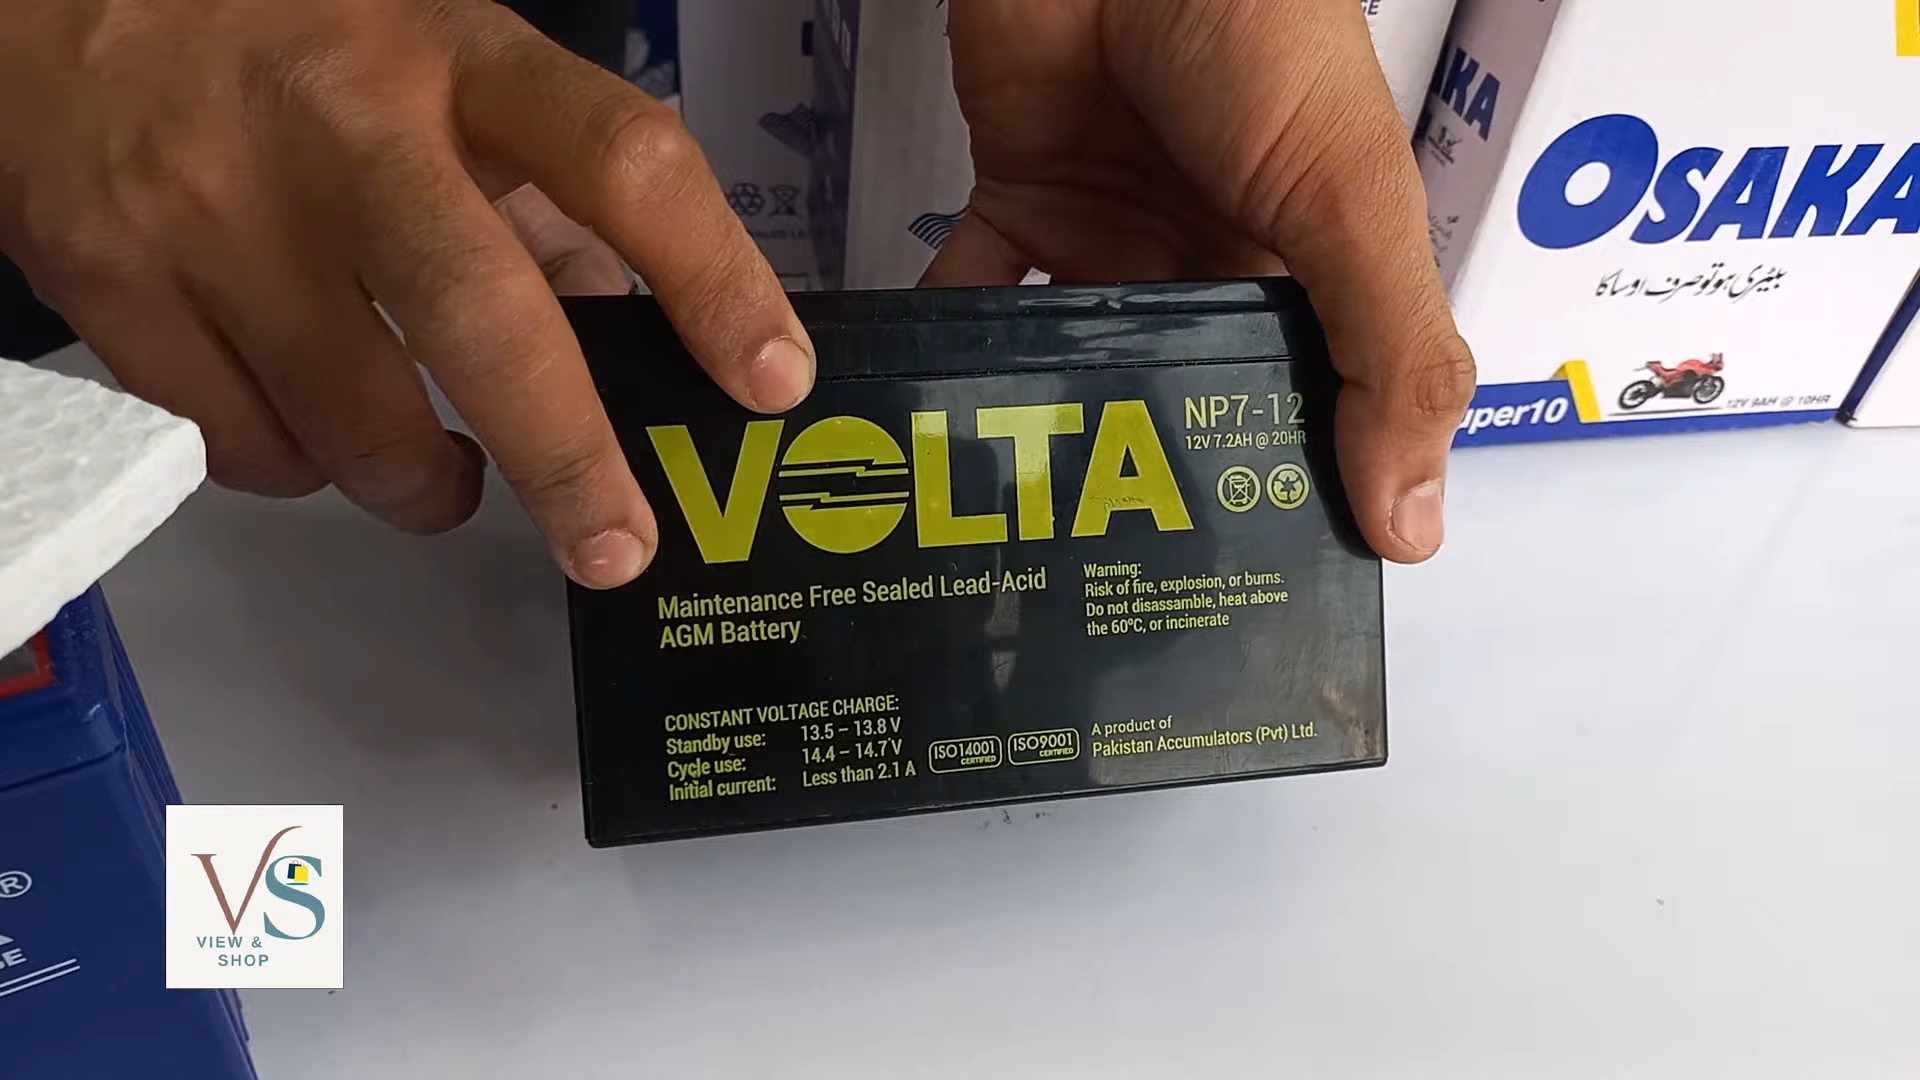 VOLTA
NP7-12
12V 7.2AH @ 20HR
Maintenance Free Sealed Lead-Acid
AGM Battery
Warning:
Risk of fire, explosion, or burns.
Do not disassamble, heat above
the 60°C, or incinerate
CONSTANT VOLTAGE CHARGE:
Standby use: 13.5 – 13.8 V
Cycle use: 14.4 – 14.7 V
Initial current: Less than 2.1 A
ISO14001
CERTIFIED
ISO9001
CERTIFIED
A product of
Pakistan Accumulators (Pvt) Ltd.
OSAKA
بیٹری ہو تو صرف اوساکا
uper10
12V 9AH @ 10HR
KA
VS
VIEW &
SHOP
®